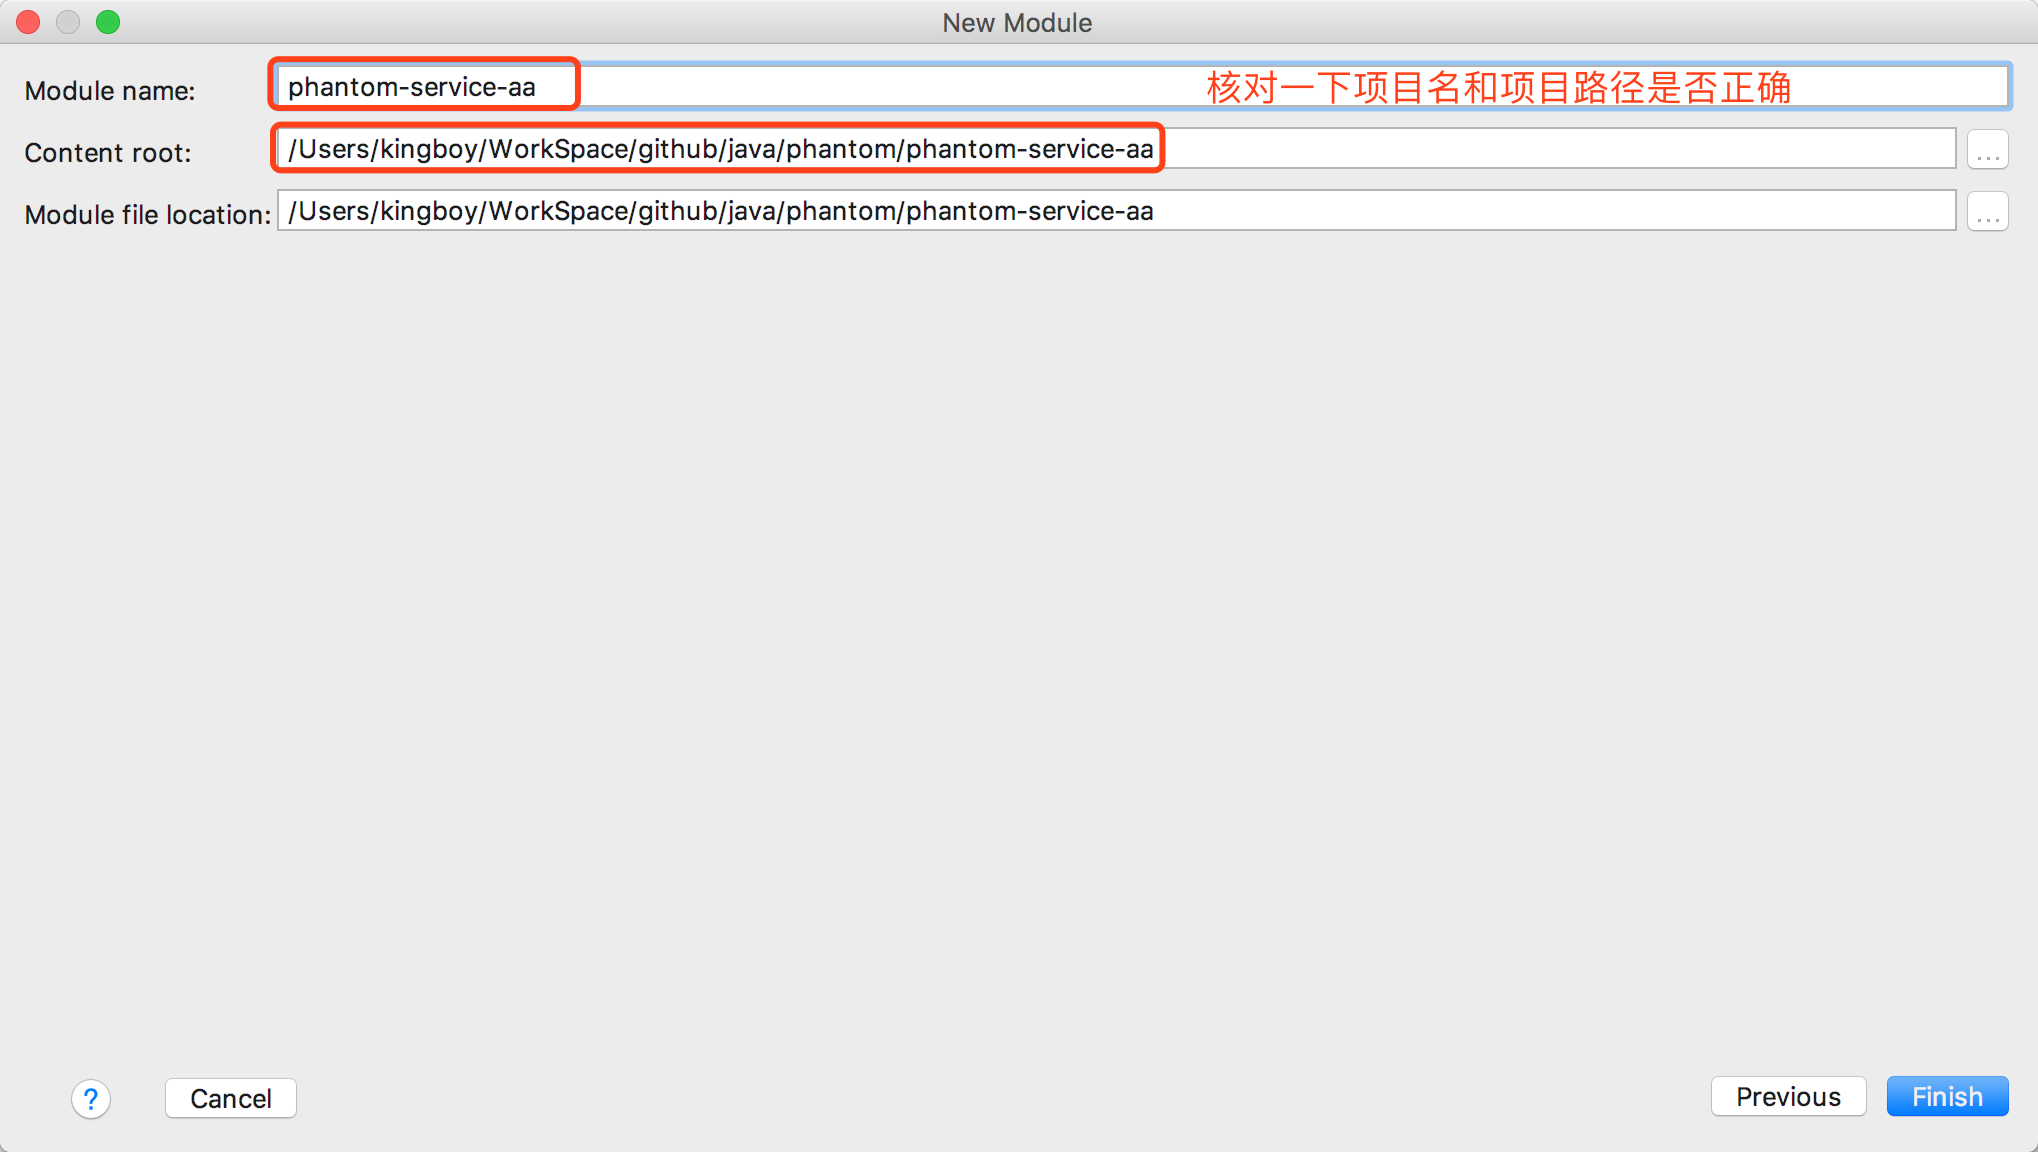 New Module
Module name: phantom-service-aa 核对一下项目名和项目路径是否正确
Content root: /Users/kingboy/WorkSpace/github/java/phantom/phantom-service-aa ...
Module file location: /Users/kingboy/WorkSpace/github/java/phantom/phantom-service-aa ...
? Cancel Previous Finish